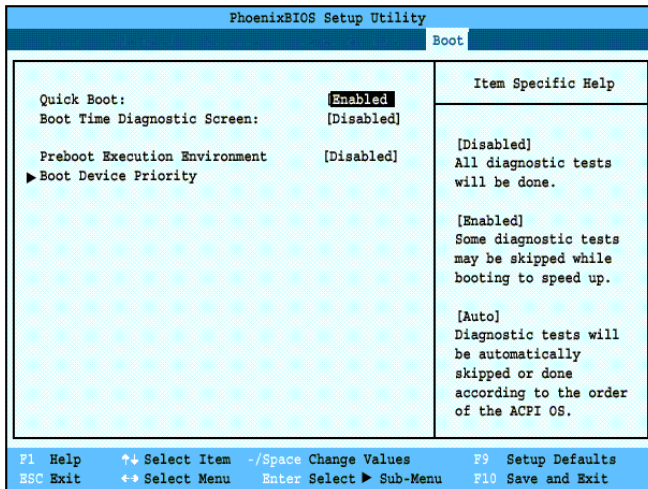 PhoenixBIOS Setup Utility
Boot
Item Specific Help
Quick Boot: [Enabled
Boot Time Diagnostic Screen: [Disabled]
Preboot Execution Environment [Disabled]
▶Boot Device Priority
[Disabled]
All diagnostic tests
will be done.
[Enabled]
Some diagnostic tests
may be skipped while
booting to speed up.
[Auto]
Diagnostic tests will
be automatically
skipped or done
according to the order
of the ACPI OS.
F1 Help ↑↓ Select Item -/Space Change Values F9 Setup Defaults
ESC Exit ↔ Select Menu Enter Select ▶ Sub-Menu F10 Save and Exit